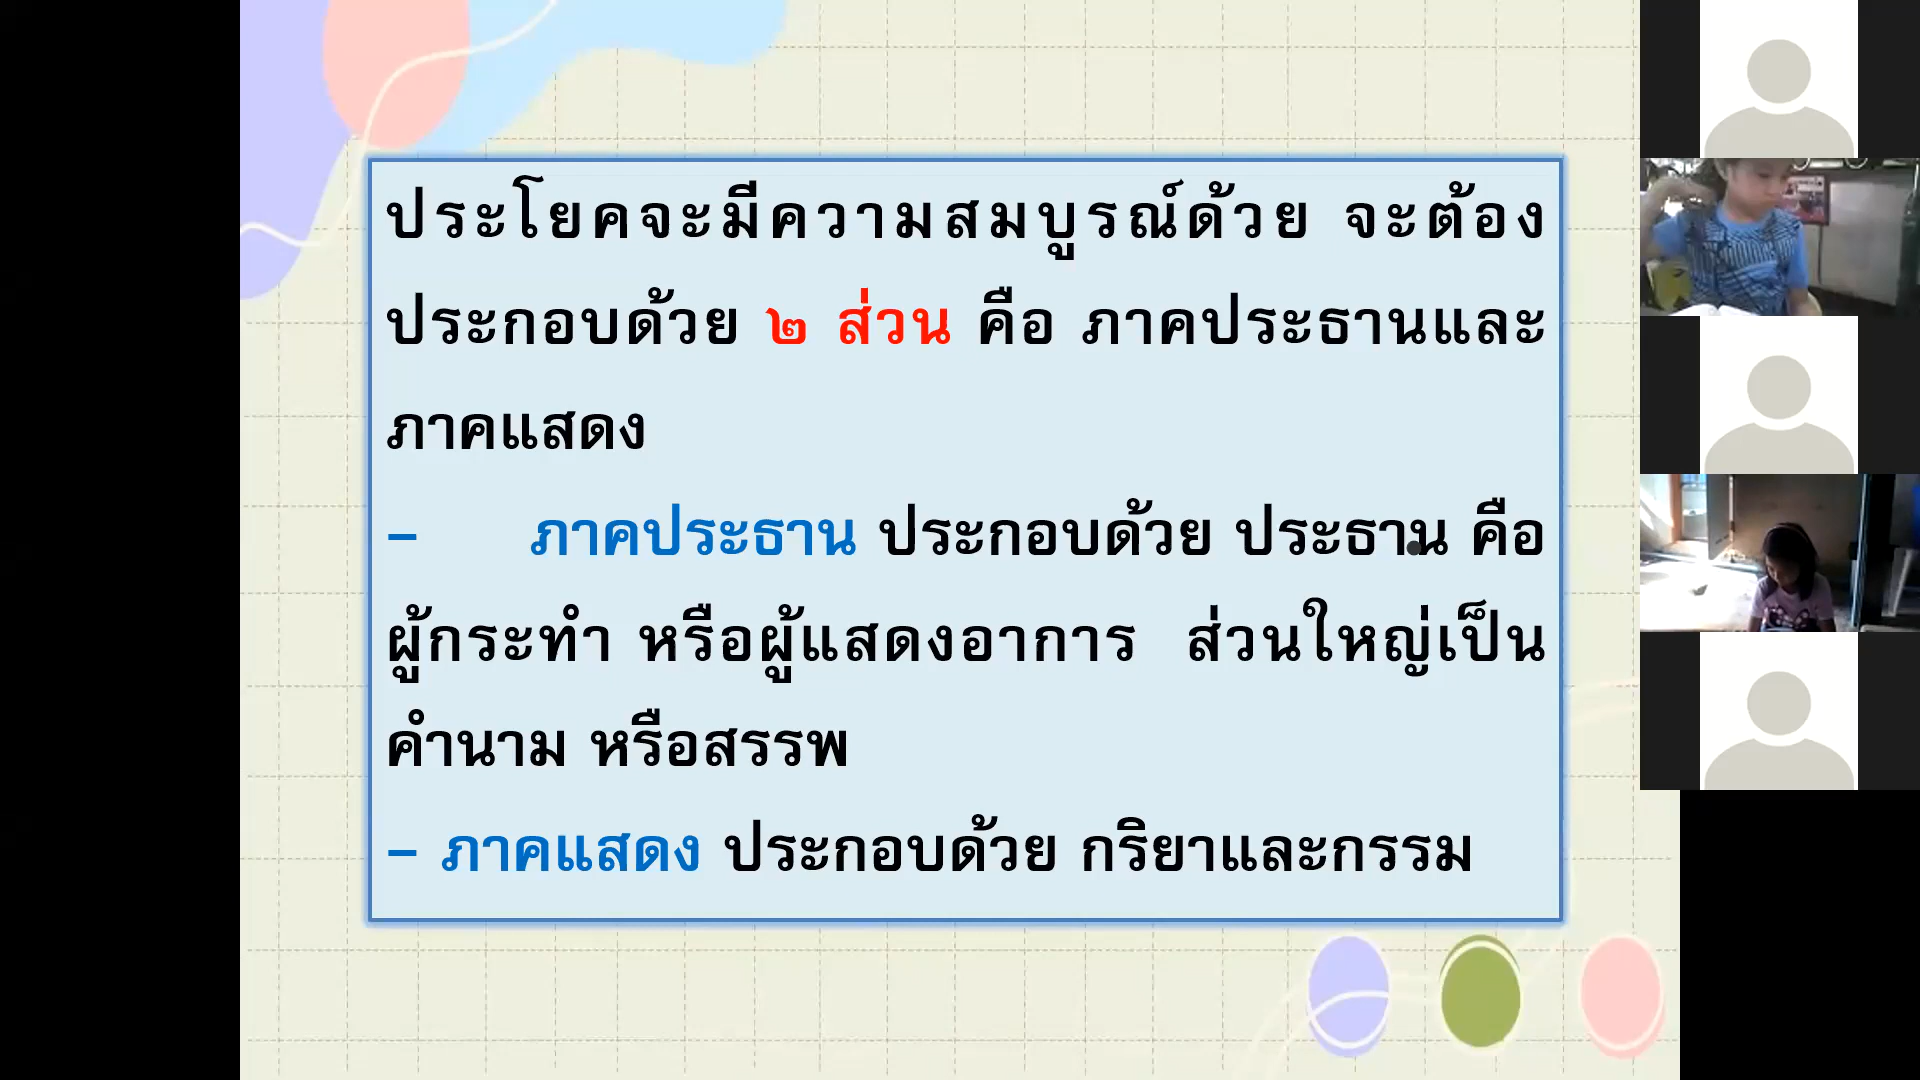 ประโยคจะมีความสมบูรณ์ด้วย จะต้อง
ประกอบด้วย ๒ ส่วน คือ ภาคประธานและ
ภาคแสดง
– ภาคประธาน ประกอบด้วย ประธาน คือ
ผู้กระทำ หรือผู้แสดงอาการ ส่วนใหญ่เป็น
คำนาม หรือสรรพ
– ภาคแสดง ประกอบด้วย กริยาและกรรม